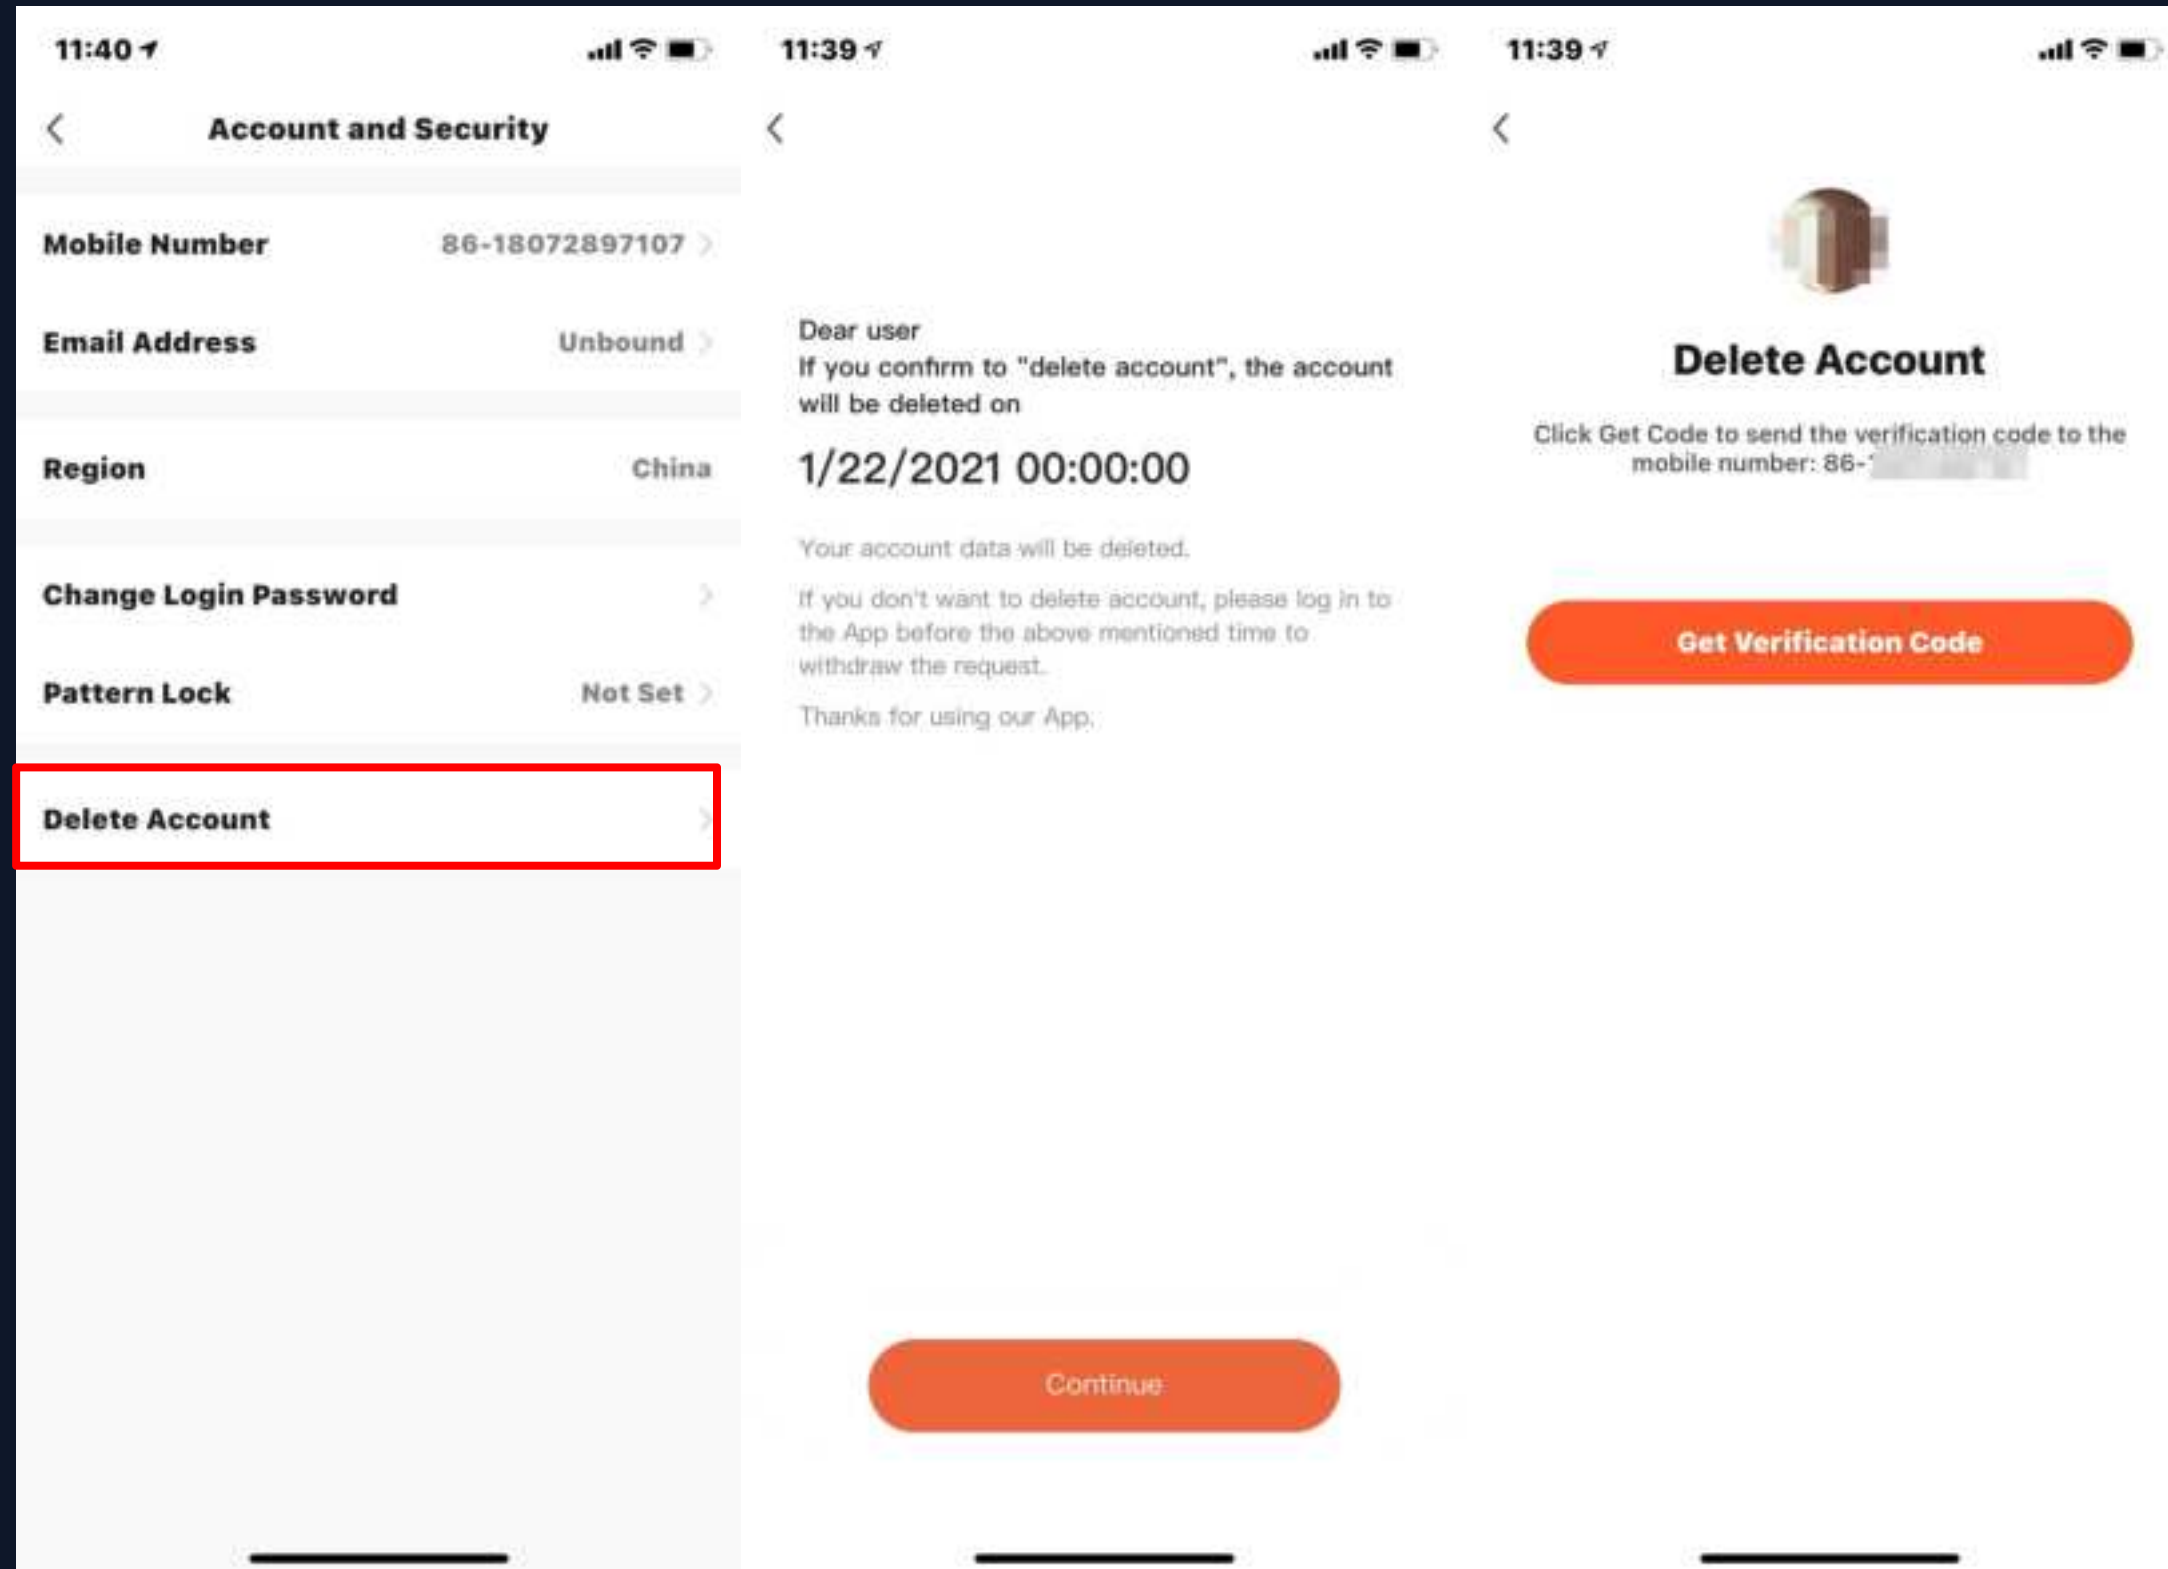 11:40
Account and Security
Mobile Number 86-18072897107
Email Address Unbound
Region China
Change Login Password
Pattern Lock Not Set
Delete Account
11:39
Dear user
If you confirm to "delete account", the account
will be deleted on
1/22/2021 00:00:00
Your account data will be deleted.
If you don't want to delete account, please log in to
the App before the above mentioned time to
withdraw the request.
Thanks for using our App.
Continue
11:39
Delete Account
Click Get Code to send the verification code to the
mobile number: 86-
Get Verification Code